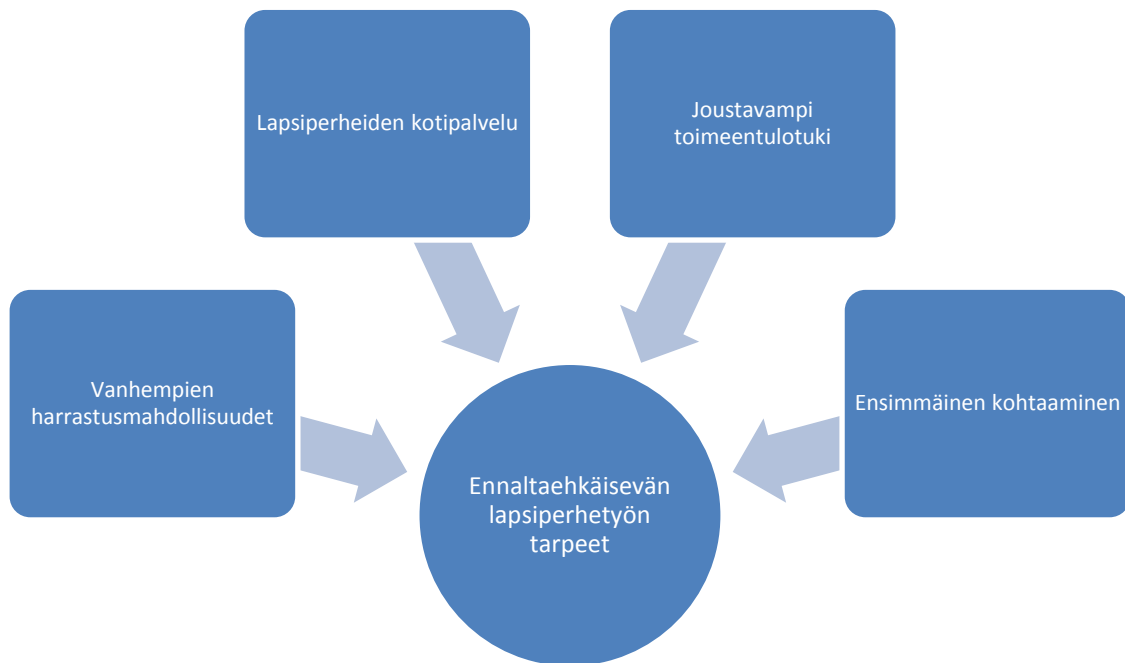 Lapsiperheiden kotipalvelu
Joustavampi
toimeentulotuki
Vanhempien
harrastusmahdollisuudet
Ensimmäinen kohtaaminen
Ennaltaehkäisevän
lapsiperhetyön
tarpeet